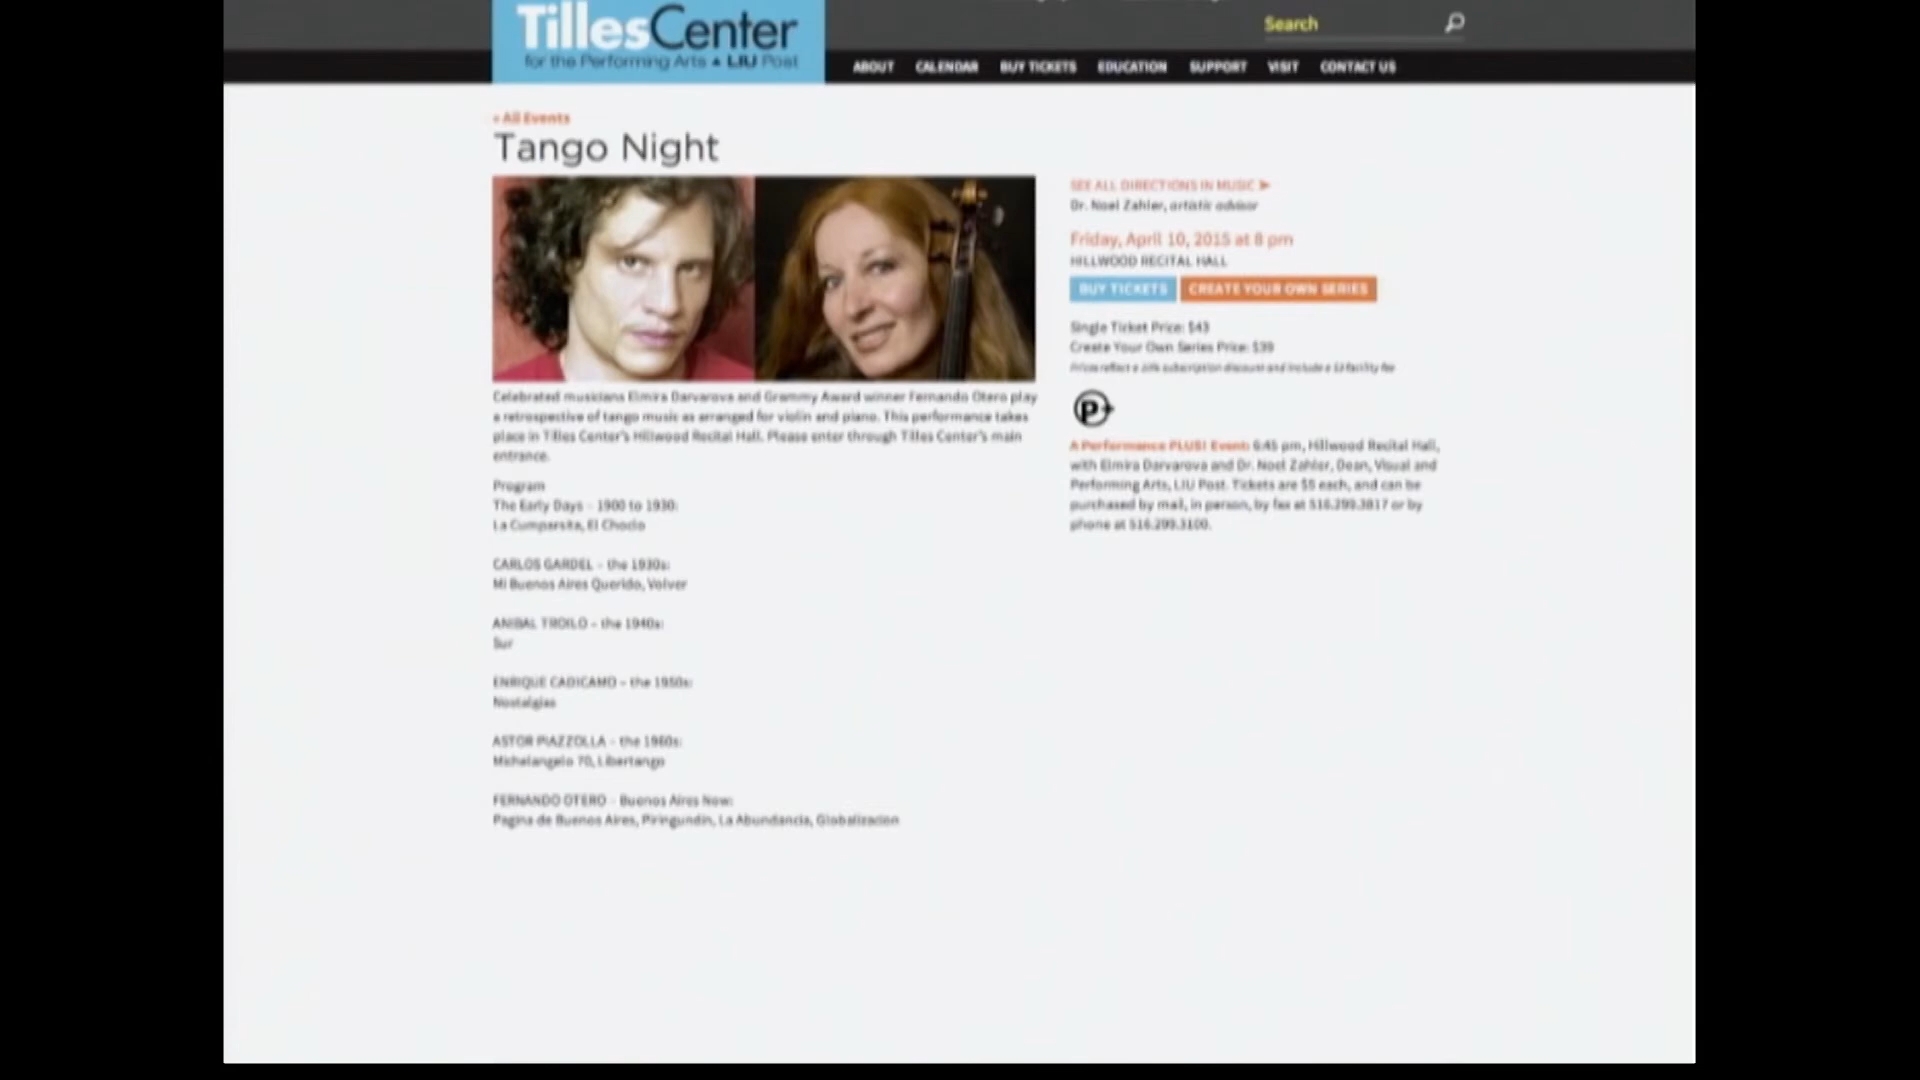 TillesCenter
for the Performing Arts ▲ LIU Post
Search
ABOUT CALENDAR BUY TICKETS EDUCATION SUPPORT VISIT CONTACT US
« All Events
Tango Night
Celebrated musicians Elmira Darvarova and Grammy Award winner Fernando Otero play
a retrospective of tango music as arranged for violin and piano. This performance takes
place in Tilles Center's Hillwood Recital Hall. Please enter through Tilles Center's main
entrance.
Program
The Early Days - 1900 to 1930:
La Cumparsita, El Choclo
CARLOS GARDEL - the 1930s:
Mi Buenos Aires Querido, Volver
ANIBAL TROILO - the 1940s:
Sur
ENRIQUE CADICAMO - the 1950s:
Nostalgias
ASTOR PIAZZOLLA - the 1960s:
Michelangelo 70, Libertango
FERNANDO OTERO - Buenos Aires Now:
Pagina de Buenos Aires, Piringundin, La Abundancia, Globalizacion
SEE ALL DIRECTIONS IN MUSIC ►
Dr. Noel Zahler, artistic advisor
Friday, April 10, 2015 at 8 pm
HILLWOOD RECITAL HALL
BUY TICKETS CREATE YOUR OWN SERIES
Single Ticket Price: $43
Create Your Own Series Price: $39
Prices reflect a 10% subscription discount and include a $3 facility fee
P+
A Performance PLUS! Event: 6:45 pm, Hillwood Recital Hall,
with Elmira Darvarova and Dr. Noel Zahler, Dean, Visual and
Performing Arts, LIU Post. Tickets are $5 each, and can be
purchased by mail, in person, by fax at 516.299.3817 or by
phone at 516.299.3100.